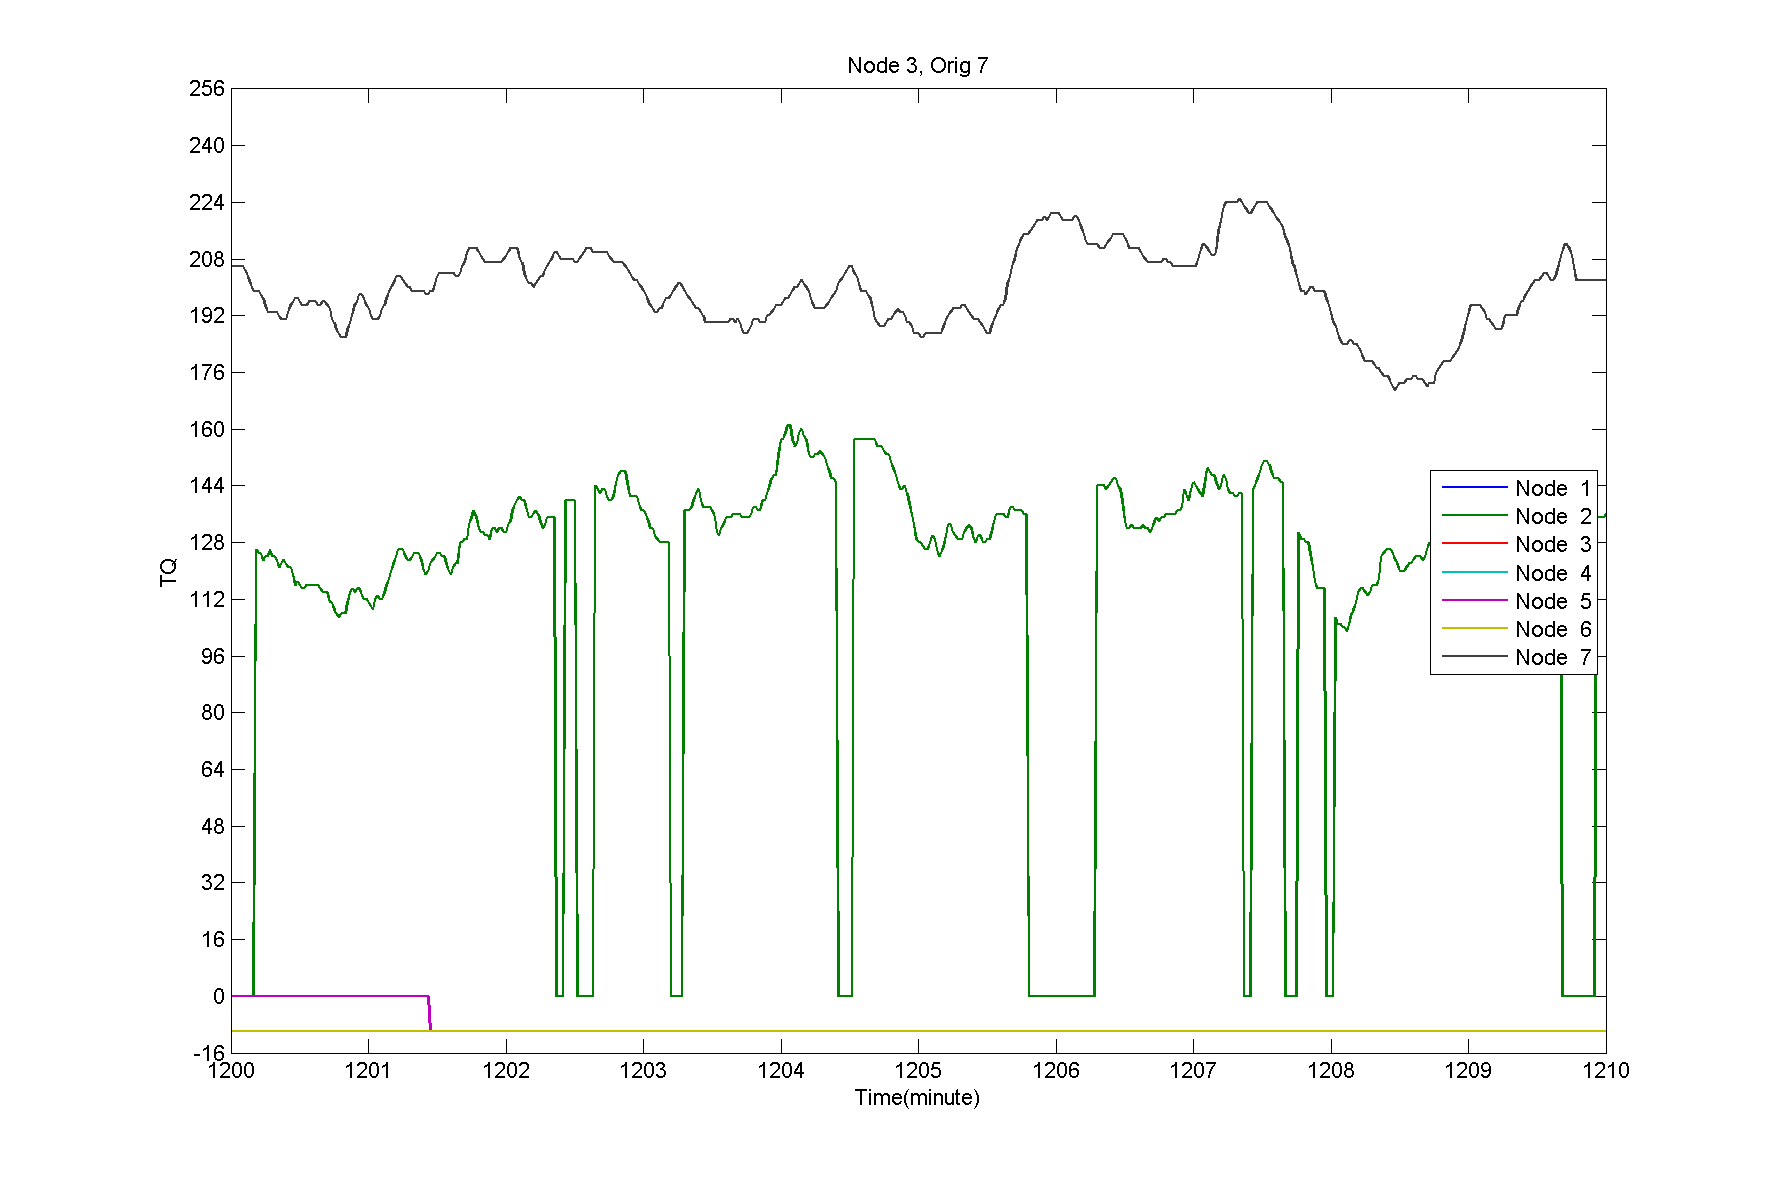 Node 3, Orig 7
256
240
224
208
192
176
160
144
128
112
96
80
64
48
32
16
0
-16
TQ
Node 1
Node 2
Node 3
Node 4
Node 5
Node 6
Node 7
1200 1201 1202 1203 1204 1205 1206 1207 1208 1209 1210
Time(minute)